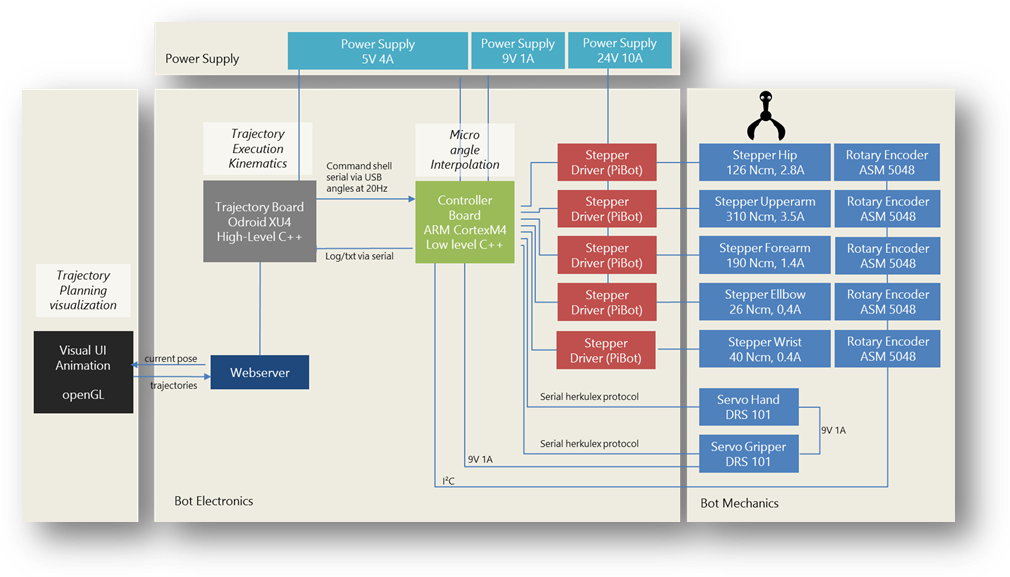 Power Supply
Power Supply
5V 4A
Power Supply
9V 1A
Power Supply
24V 10A
Trajectory
Execution
Kinematics
Micro
angle
Interpolation
Command shell
serial via USB
angles at 20Hz
Trajectory Board
Odroid XU4
High-Level C++
Controller
Board
ARM CortexM4
Low level C++
Log/txt via serial
Stepper
Driver (PiBot)
Stepper
Driver (PiBot)
Stepper
Driver (PiBot)
Stepper
Driver (PiBot)
Stepper
Driver (PiBot)
Stepper Hip
126 Ncm, 2.8A
Rotary Encoder
ASM 5048
Stepper Upperarm
310 Ncm, 3.5A
Rotary Encoder
ASM 5048
Stepper Forearm
190 Ncm, 1.4A
Rotary Encoder
ASM 5048
Stepper Ellbow
26 Ncm, 0,4A
Rotary Encoder
ASM 5048
Stepper Wrist
40 Ncm, 0.4A
Rotary Encoder
ASM 5048
Trajectory
Planning
visualization
Visual UI
Animation
openGL
current pose
trajectories
Webserver
Serial herkulex protocol
Servo Hand
DRS 101
9V 1A
Serial herkulex protocol
Servo Gripper
DRS 101
9V 1A
I²C
Bot Electronics
Bot Mechanics